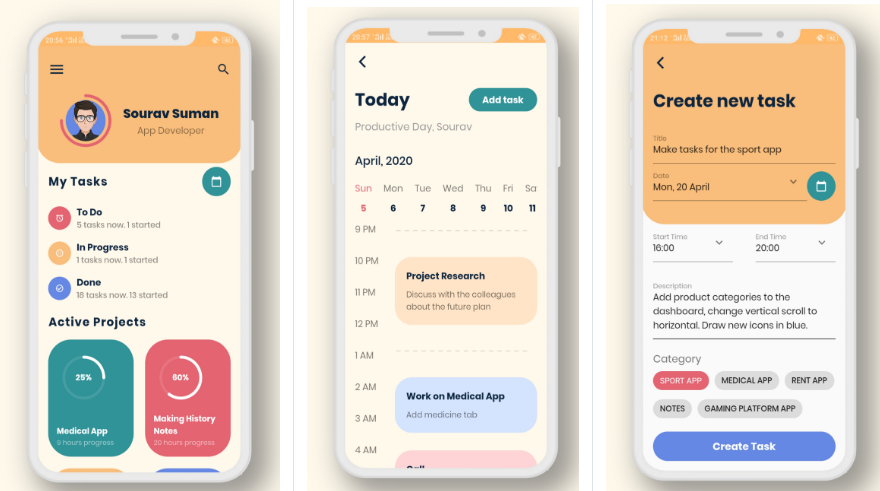 20:56
My Tasks
Sourav Suman
App Developer
To Do
5 tasks now. 1 started
In Progress
1 tasks now. 1 started
Done
18 tasks now. 13 started
Active Projects
25%
Medical App
9 hours progress
60%
Making History
Notes
20 hours progress
20:57
Today
Add task
Productive Day, Sourav
April, 2020
Sun Mon Tue Wed Thu Fri Sa
5 6 7 8 9 10 11
9 PM
10 PM
Project Research
Discuss with the colleagues
about the future plan
11 PM
12 PM
1 AM
2 AM
Work on Medical App
Add medicine tab
3 AM
4 AM
Call
21:12
Create new task
Title
Make tasks for the sport app
Date
Mon, 20 April
Start Time
16:00
End Time
20:00
Description
Add product categories to the
dashboard, change vertical scroll to
horizontal. Draw new icons in blue.
Category
SPORT APP
MEDICAL APP
RENT APP
NOTES
GAMING PLATFORM APP
Create Task